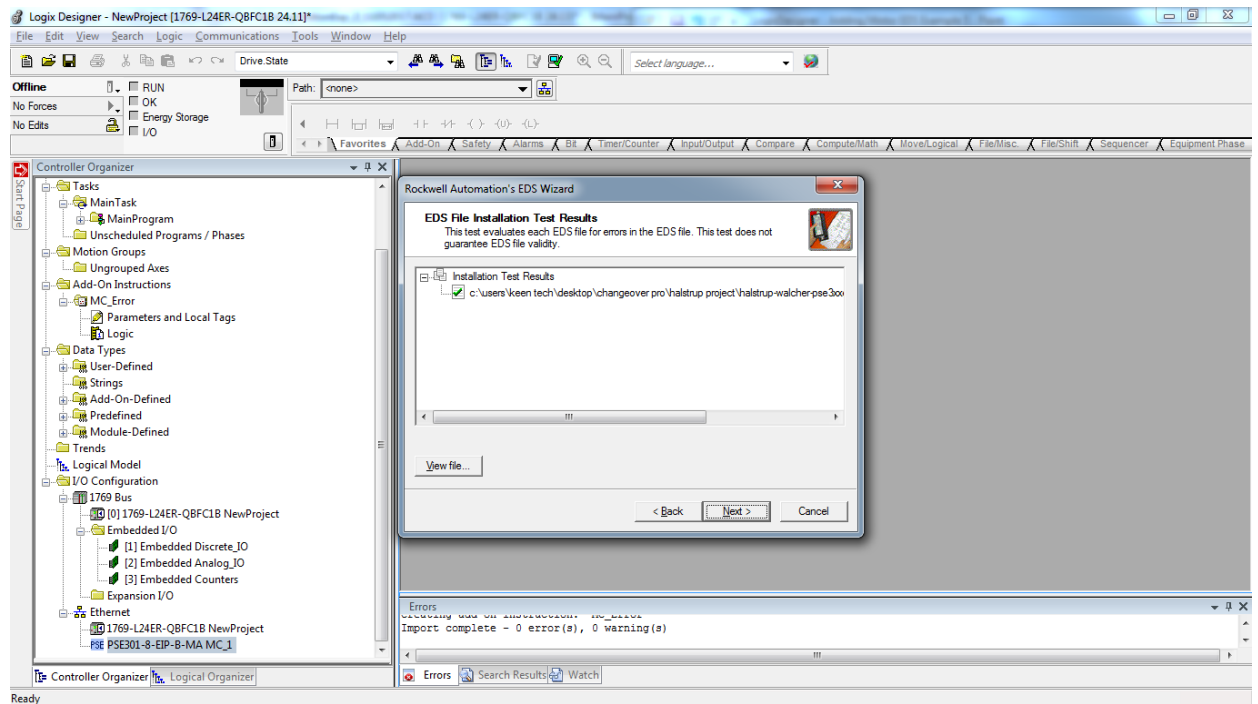 Logix Designer - NewProject [1769-L24ER-QBFC1B 24.11]*
File Edit View Search Logic Communications Tools Window Help
Drive.State
Select language...
Offline
RUN
No Forces
OK
No Edits
Energy Storage
I/O
Path: <none>
Favorites Add-On Safety Alarms Bit Timer/Counter Input/Output Compare Compute/Math Move/Logical File/Misc. File/Shift Sequencer Equipment Phase
Start Page
Controller Organizer
Tasks
MainTask
MainProgram
Unscheduled Programs / Phases
Motion Groups
Ungrouped Axes
Add-On Instructions
MC_Error
Parameters and Local Tags
Logic
Data Types
User-Defined
Strings
Add-On-Defined
Predefined
Module-Defined
Trends
Logical Model
I/O Configuration
1769 Bus
[0] 1769-L24ER-QBFC1B NewProject
Embedded I/O
[1] Embedded Discrete_IO
[2] Embedded Analog_IO
[3] Embedded Counters
Expansion I/O
Ethernet
1769-L24ER-QBFC1B NewProject
PSE PSE301-8-EIP-B-MA MC_1
Controller Organizer Logical Organizer
Rockwell Automation's EDS Wizard
EDS File Installation Test Results
This test evaluates each EDS file for errors in the EDS file. This test does not
guarantee EDS file validity.
Installation Test Results
c:\users\keen tech\desktop\changeover pro\halstrup project\halstrup-walcher-pse3xx
View file...
< Back Next > Cancel
Errors
Import complete - 0 error(s), 0 warning(s)
Errors Search Results Watch
Ready